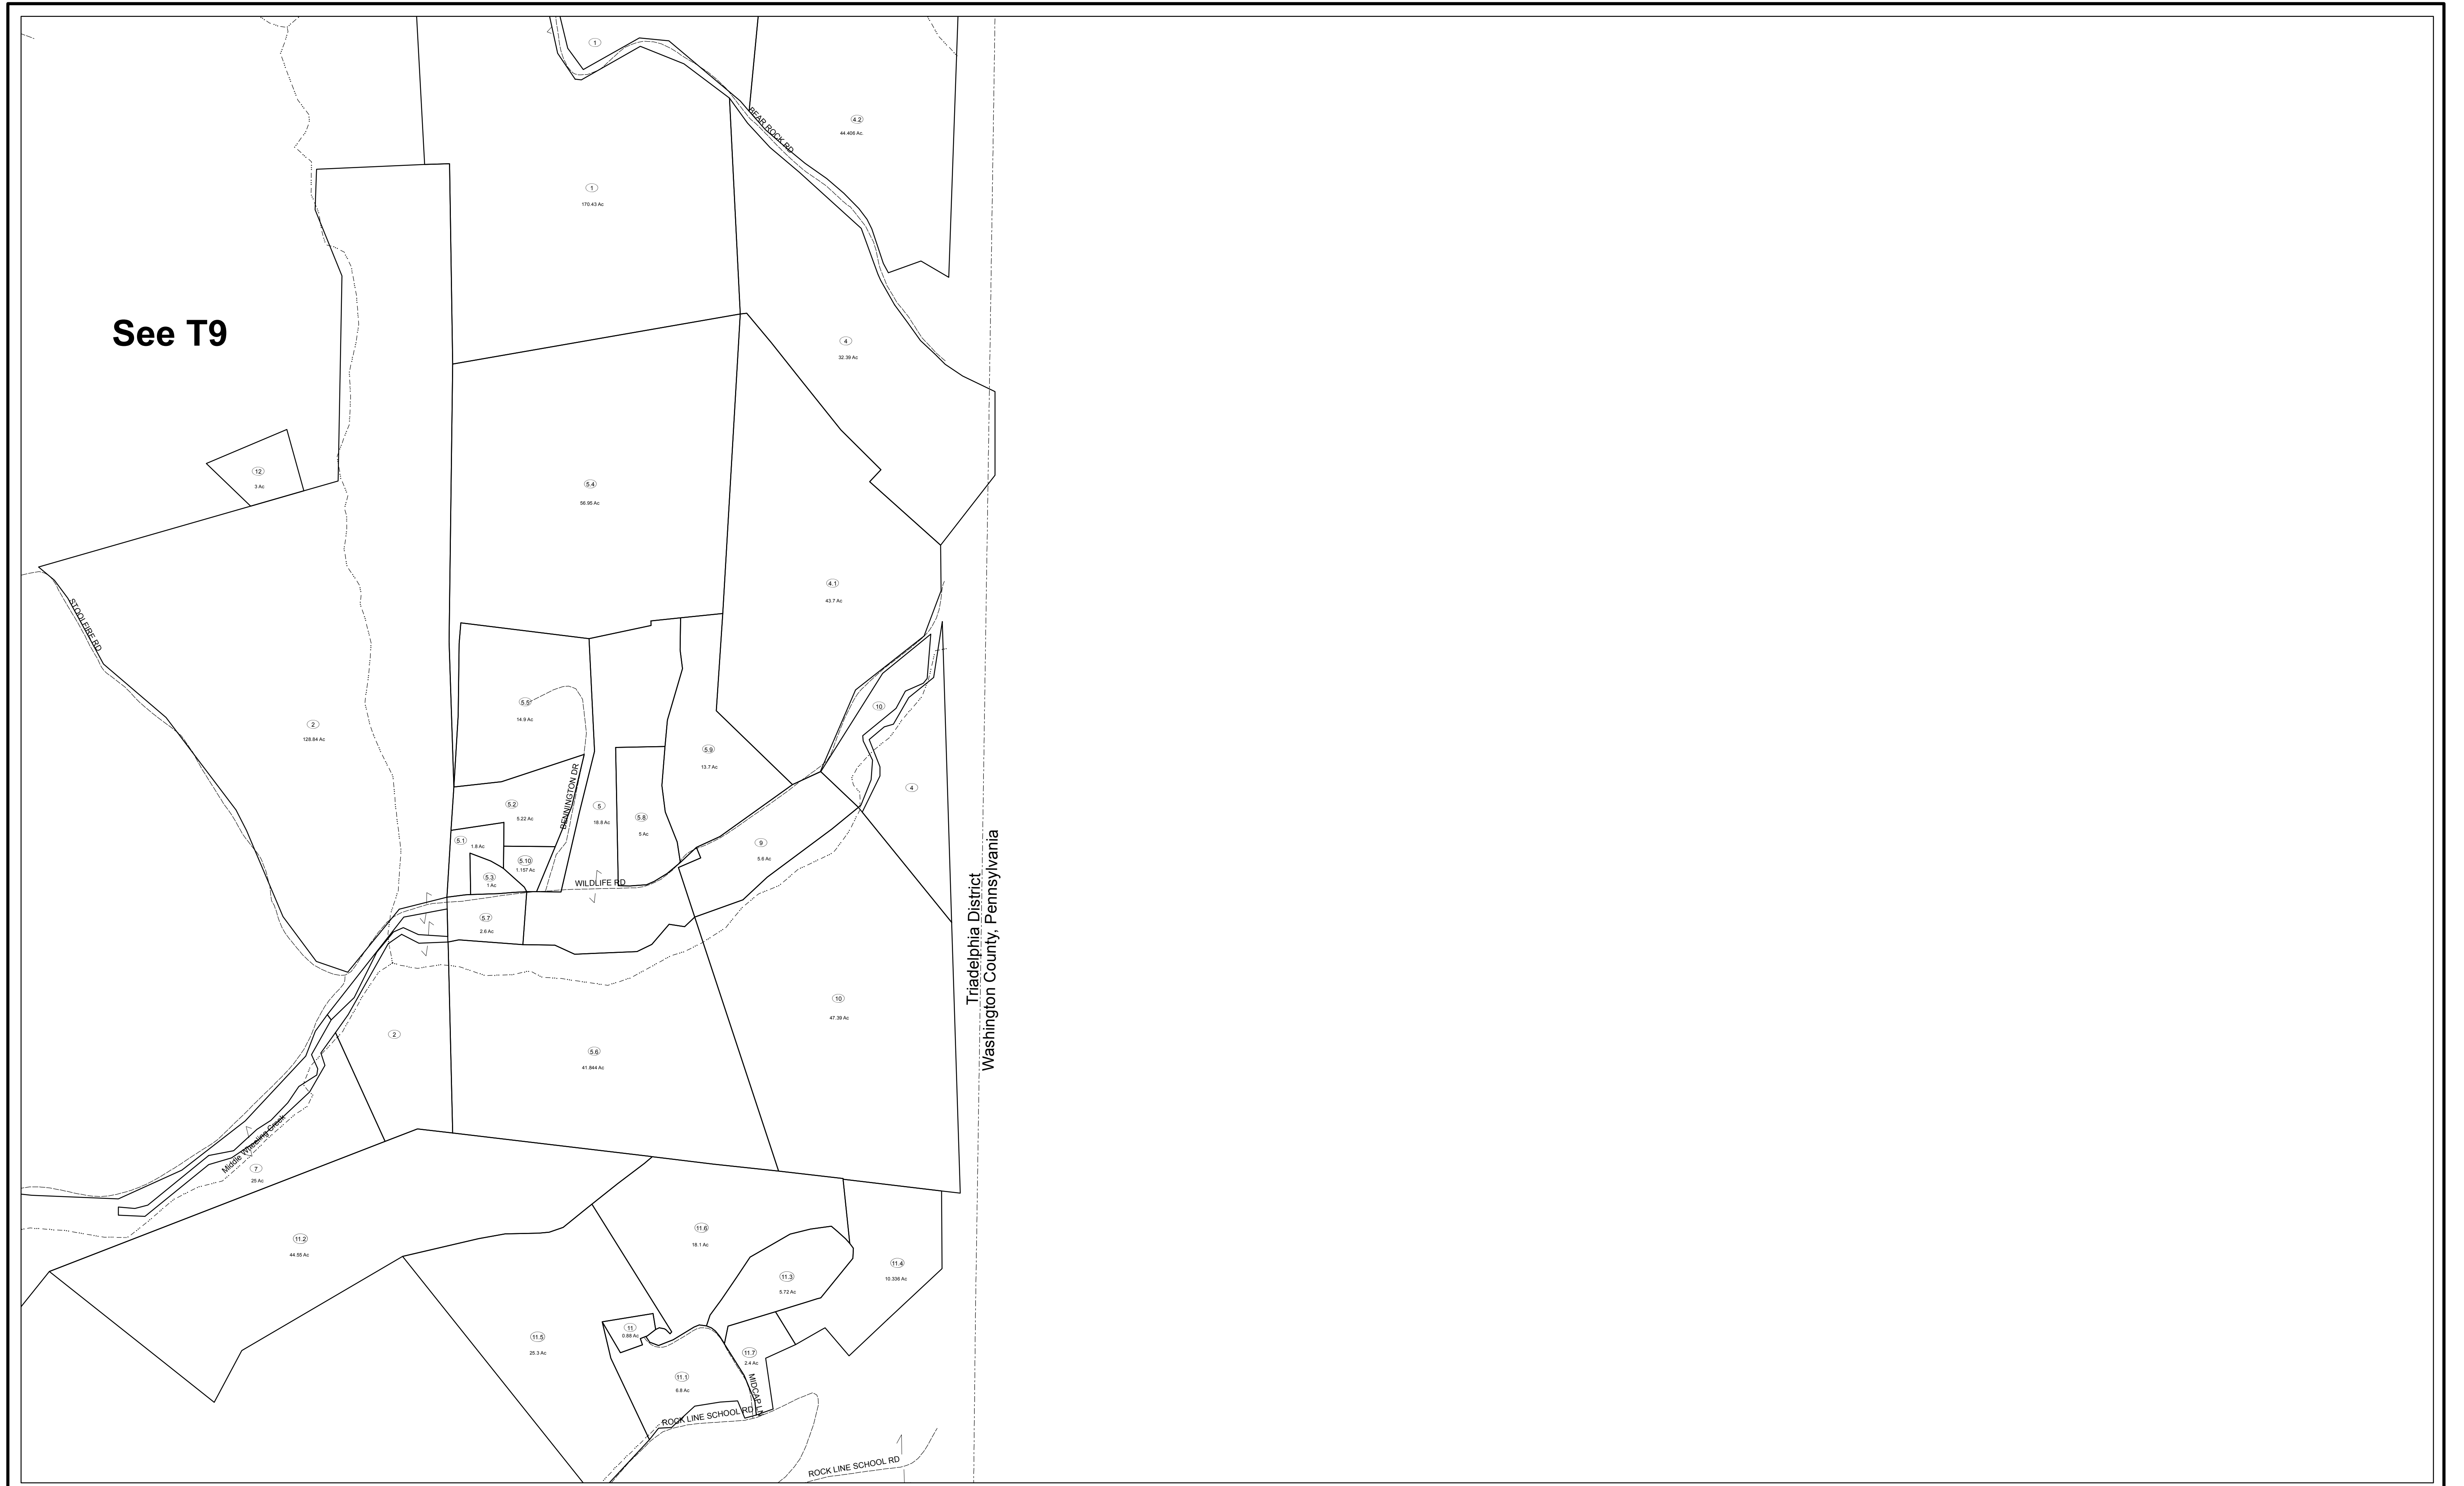 1
4.2
44.408 Ac.
BEAR ROCK RD
1
170.43 Ac
See T9
4
32.39 Ac
12
3 Ac
5.4
56.95 Ac
4.1
43.7 Ac
STOOLFIRE RD
2
128.84 Ac
5.5
14.9 Ac
10
5.9
13.7 Ac
BENNINGTON DR
4
5.2
5.22 Ac
5
18.8 Ac
5.8
5 Ac
5.1
1.8 Ac
9
5.6 Ac
5.10
1.157 Ac
5.3
1 Ac
WILDLIFE RD
5.7
2.6 Ac
Triadelphia District
Washington County, Pennsylvania
10
47.39 Ac
2
5.6
41.844 Ac
Middle Wheeling Creek
7
25 Ac
11.2
44.55 Ac
11.6
18.1 Ac
11.4
10.338 Ac
11.3
5.72 Ac
11
0.88 Ac
11.5
25.3 Ac
11.7
2.4 Ac
11.1
6.8 Ac
MIDCAP LN
ROCK LINE SCHOOL RD
ROCK LINE SCHOOL RD